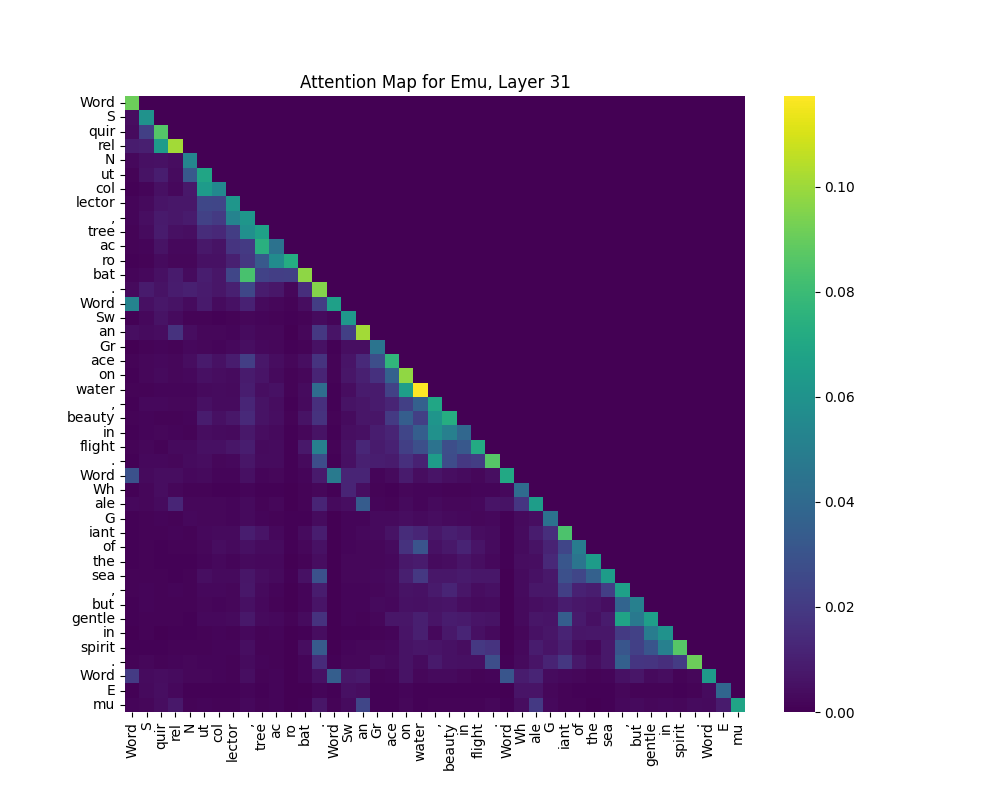 Attention Map for Emu, Layer 31
Word
S
quir
rel
N
ut
col
lector
,
tree
ac
ro
bat
.
Word
Sw
an
Gr
ace
on
water
,
beauty
in
flight
.
Word
Wh
ale
G
iant
of
the
sea
,
but
gentle
in
spirit
.
Word
E
mu
Word
S
quir
rel
N
ut
col
lector
,
tree
ac
ro
bat
.
Word
Sw
an
Gr
ace
on
water
,
beauty
in
flight
.
Word
Wh
ale
G
iant
of
the
sea
,
but
gentle
in
spirit
.
Word
E
mu
0.10
0.08
0.06
0.04
0.02
0.00